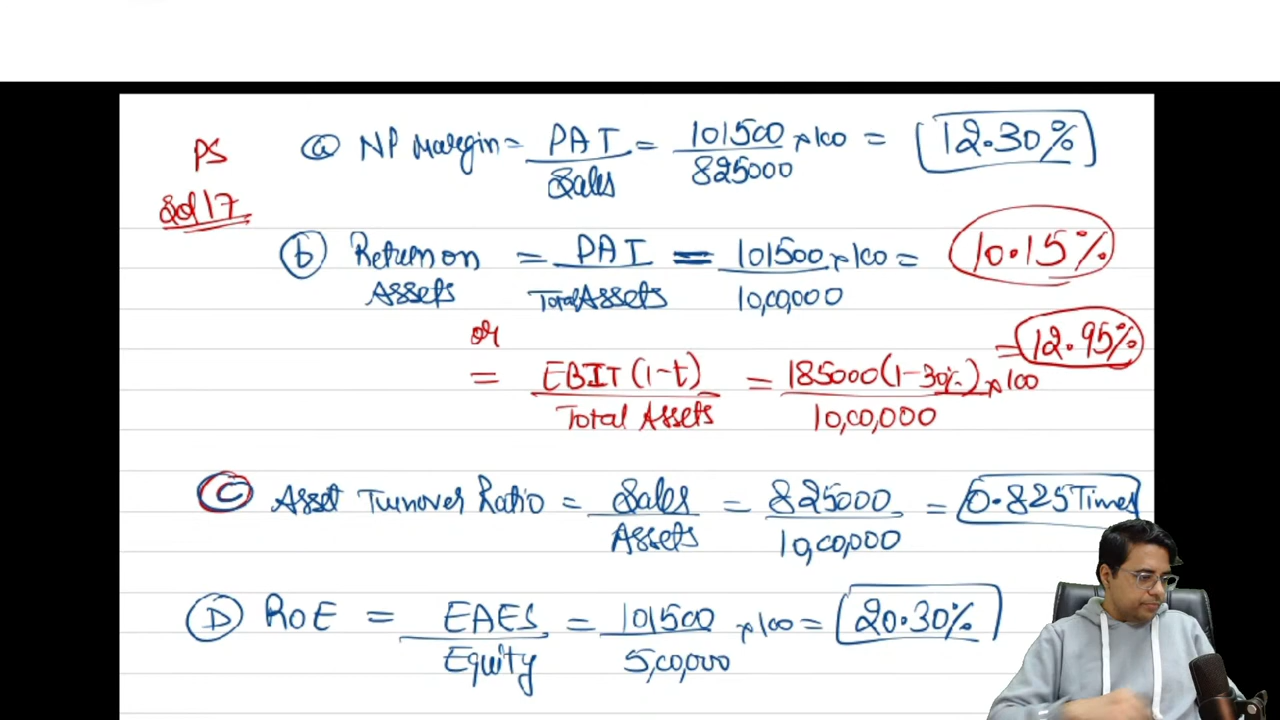 PS
Sol 17
(a) NP Margin = PAT / Sales = 101500 / 825000 × 100 = 12.30%
(b) Return on Assets = PAT / Total Assets = 101500 / 10,00,000 × 100 = 10.15%
or
= EBIT (1-t) / Total Assets = 185000 (1-30%) / 10,00,000 × 100 = 12.95%
(C) Asset Turnover Ratio = Sales / Assets = 825000 / 10,00,000 = 0.825 Times
(D) RoE = EAES / Equity = 101500 / 5,00,000 × 100 = 20.30%